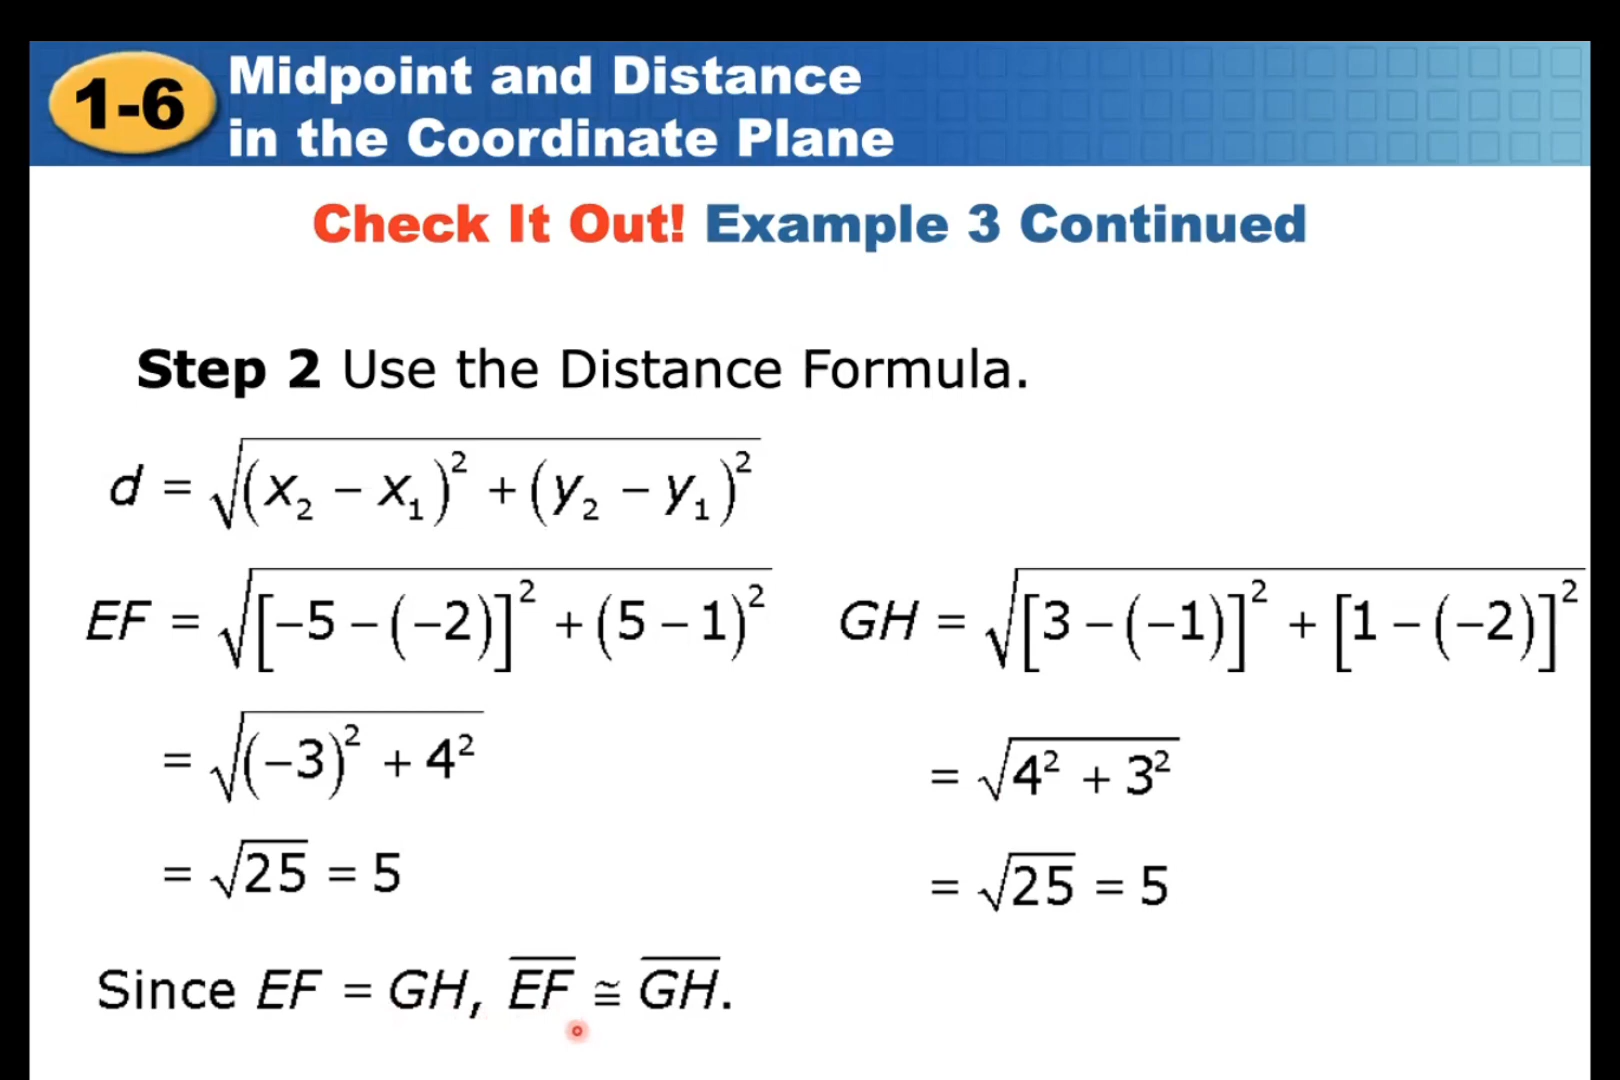 1-6
Midpoint and Distance
in the Coordinate Plane
Check It Out! Example 3 Continued
Step 2 Use the Distance Formula.
d = √((x₂ − x₁)² + (y₂ − y₁)²)
EF = √([−5 − (−2)]² + (5 − 1)²)
= √((−3)² + 4²)
= √25 = 5
GH = √([3 − (−1)]² + [1 − (−2)]²)
= √(4² + 3²)
= √25 = 5
Since EF = GH, E̅F̅ ≅ G̅H̅.